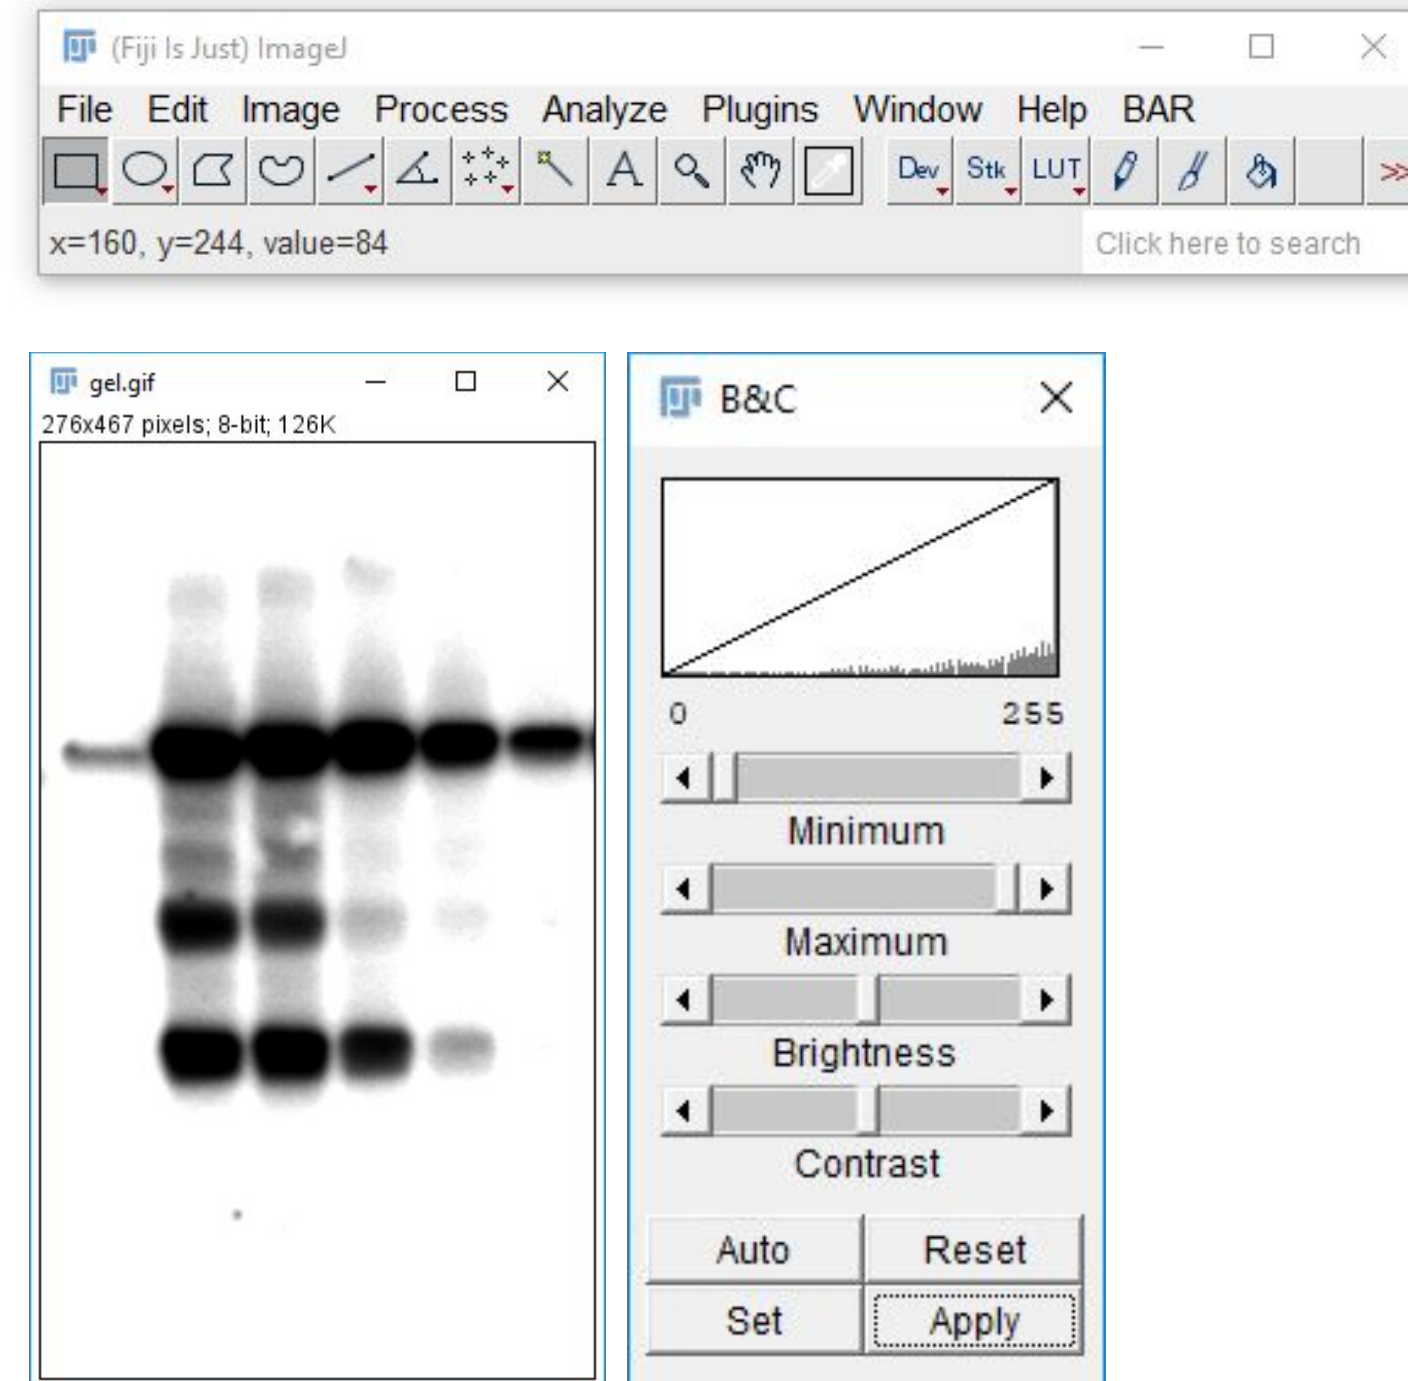 (Fiji Is Just) ImageJ
File Edit Image Process Analyze Plugins Window Help BAR
A Dev Stk LUT >>
x=160, y=244, value=84 Click here to search
gel.gif
276x467 pixels; 8-bit; 126K
B&C
0 255
Minimum
Maximum
Brightness
Contrast
Auto Reset
Set Apply